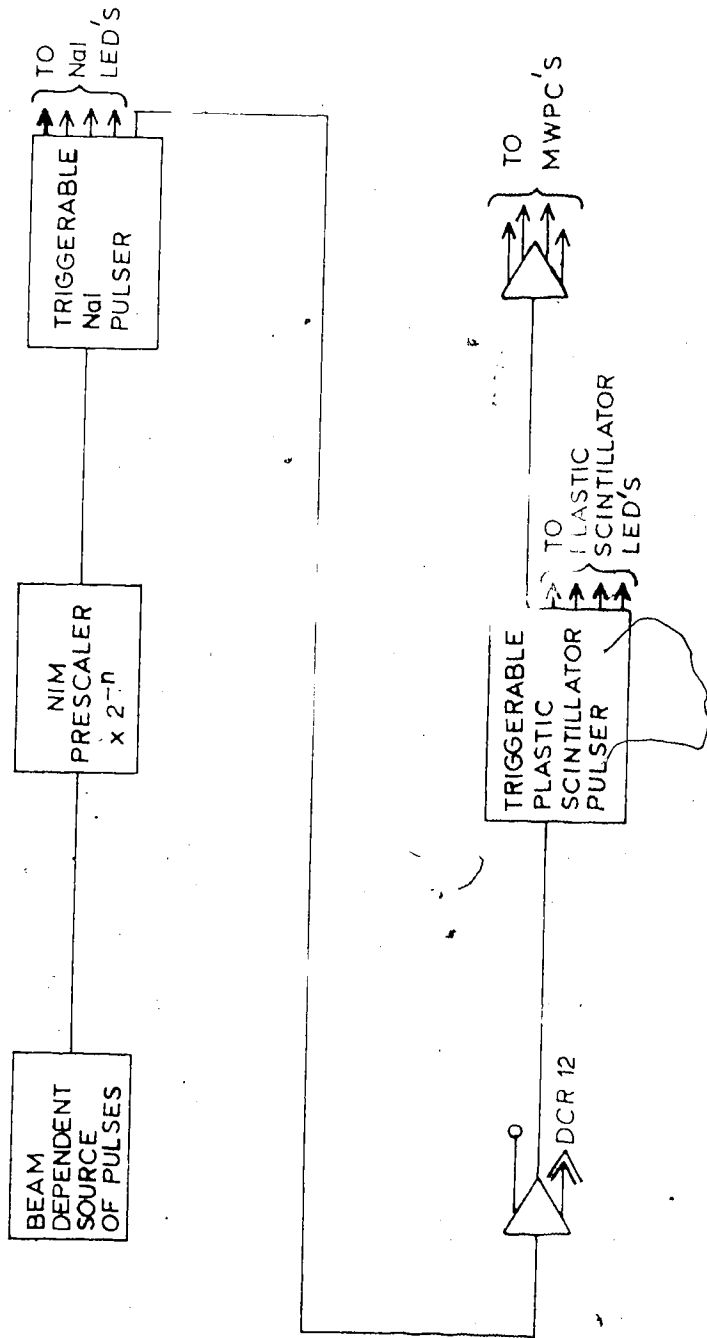 BEAM
DEPENDENT
SOURCE
OF PULSES
NIM
PRESCALER
x 2⁻ⁿ
TRIGGERABLE
NaI
PULSER
TO
NaI
LED'S
DCR 12
TRIGGERABLE
PLASTIC
SCINTILLATOR
PULSER
TO
PLASTIC
SCINTILLATOR
LED'S
TO
MWPC'S